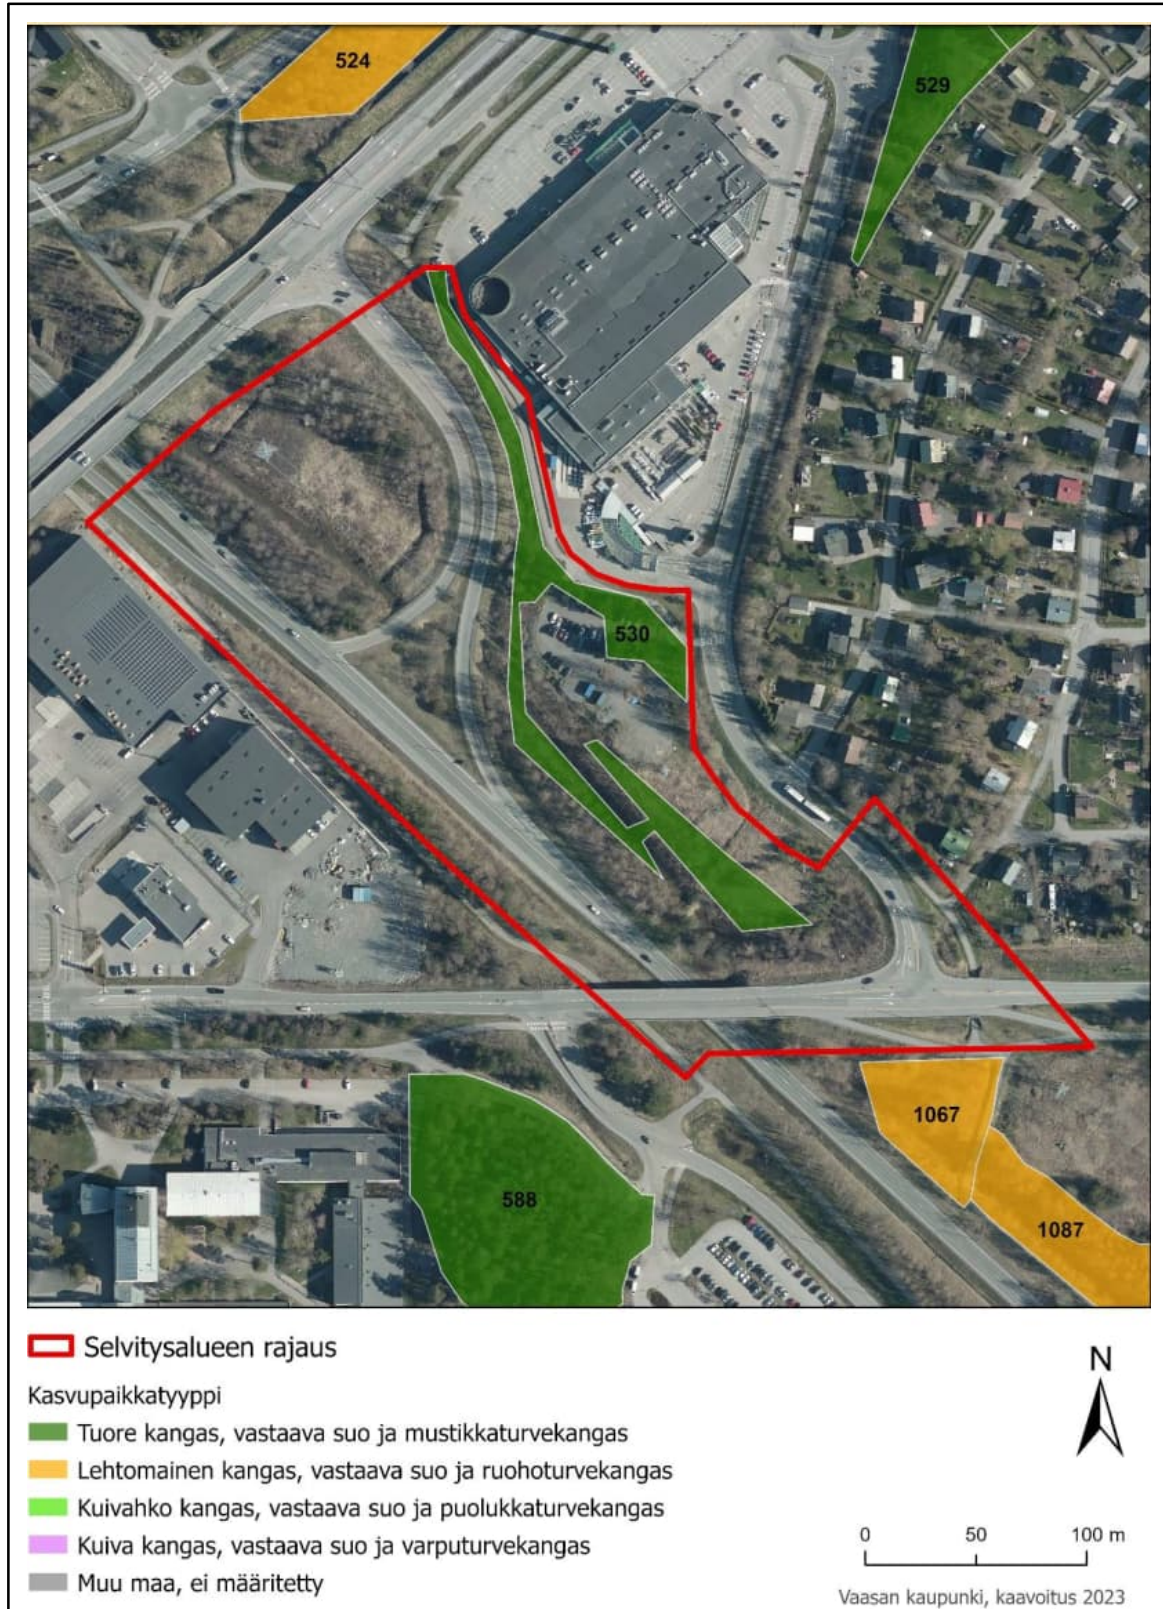 524
529
530
1067
588
1087
Selvitysalueen rajaus
N
Kasvupaikkatyyppi
Tuore kangas, vastaava suo ja mustikkaturvekangas
Lehtomainen kangas, vastaava suo ja ruohoturvekangas
Kuivahko kangas, vastaava suo ja puolukkaturvekangas
Kuiva kangas, vastaava suo ja varputurvekangas
Muu maa, ei määritetty
0 50 100 m
Vaasan kaupunki, kaavoitus 2023